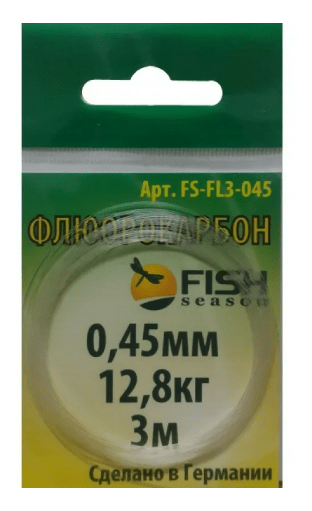 Арт. FS-FL3-045
ФЛЮОРОКАРБОН
FISH
season
0,45мм
12,8кг
3м
Сделано в Германии